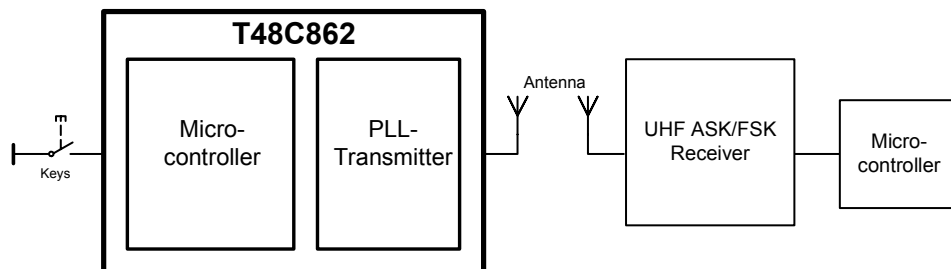 T48C862
Micro-
controller
PLL-
Transmitter
Keys
Antenna
UHF ASK/FSK
Receiver
Micro-
controller